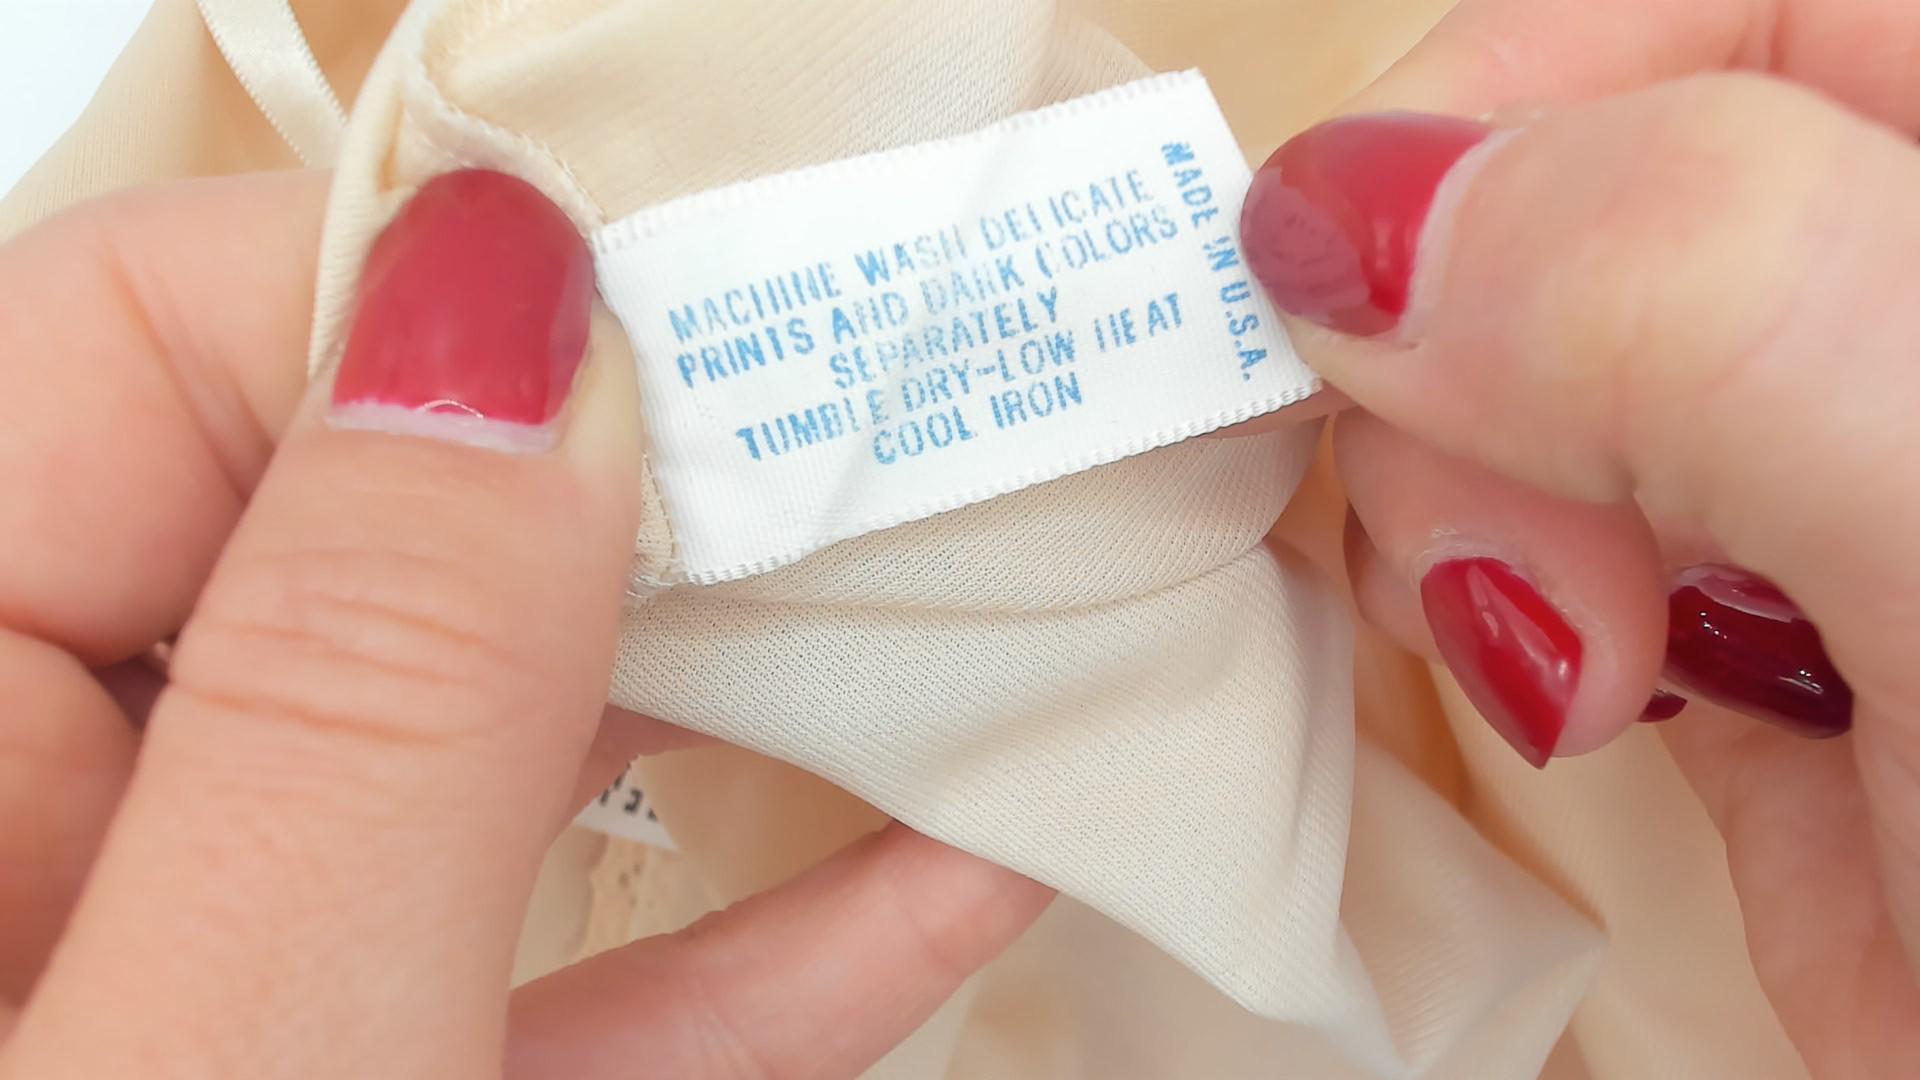 MACHINE WASH DELICATE
PRINTS AND DARK COLORS
SEPARATELY
TUMBLE DRY-LOW HEAT
COOL IRON
MADE IN U.S.A.